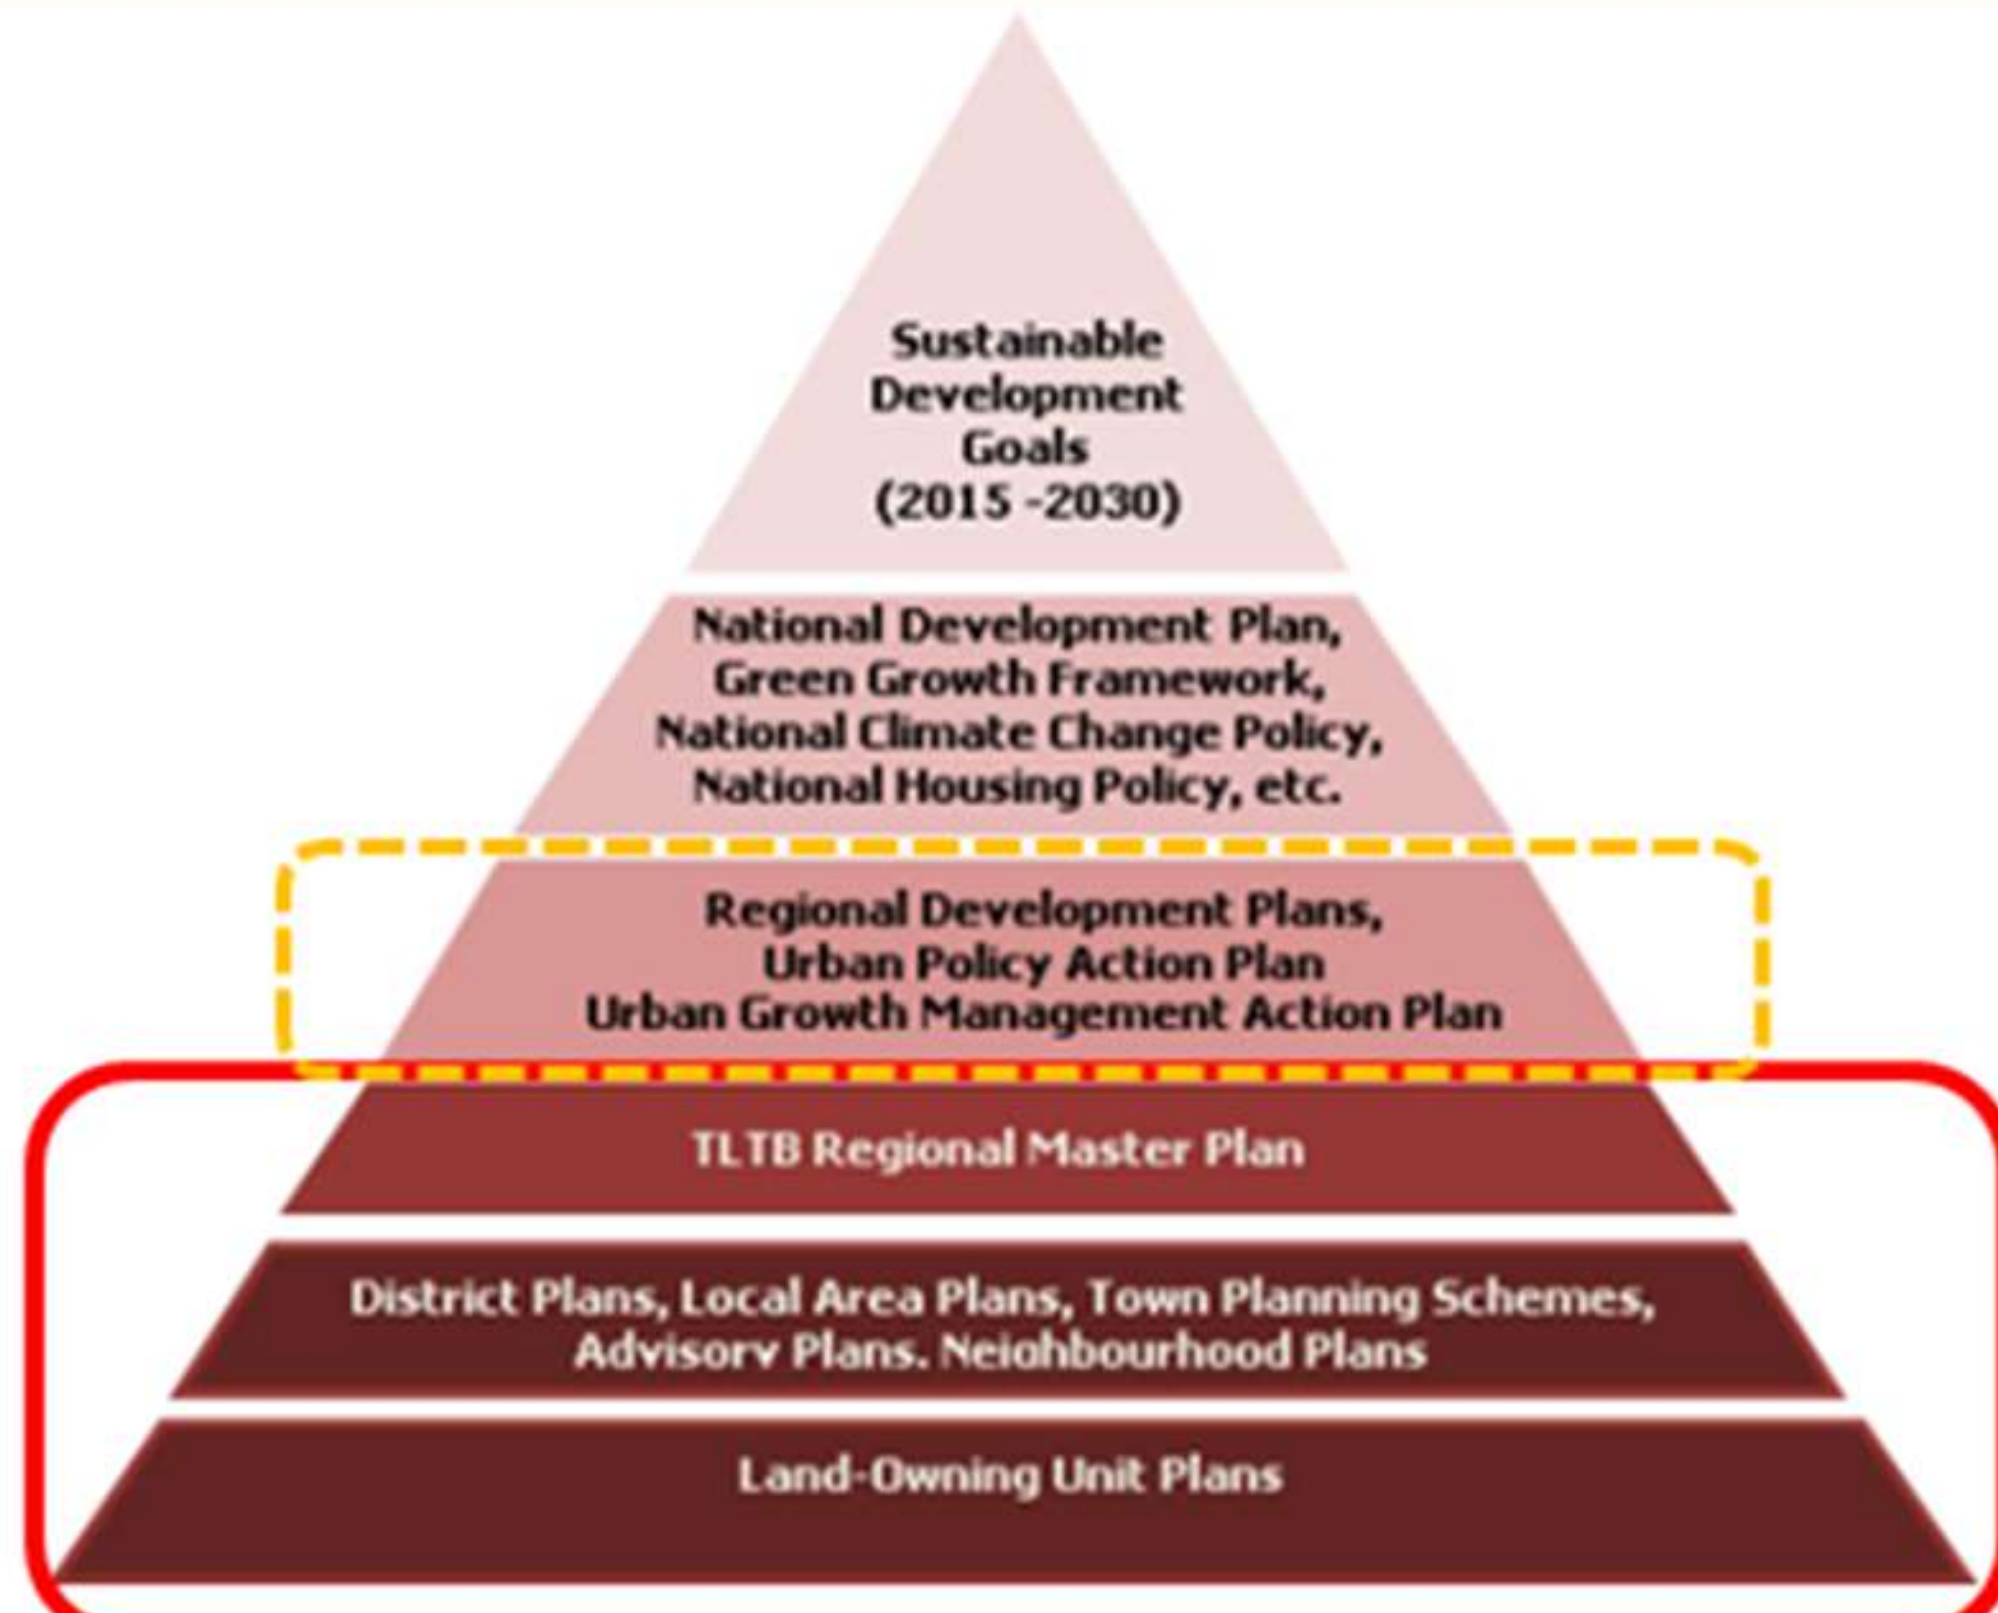 Sustainable
Development
Goals
(2015 -2030)
National Development Plan,
Green Growth Framework,
National Climate Change Policy,
National Housing Policy, etc.
Regional Development Plans,
Urban Policy Action Plan
Urban Growth Management Action Plan
TLTB Regional Master Plan
District Plans, Local Area Plans, Town Planning Schemes,
Advisory Plans. Neighbourhood Plans
Land-Owning Unit Plans